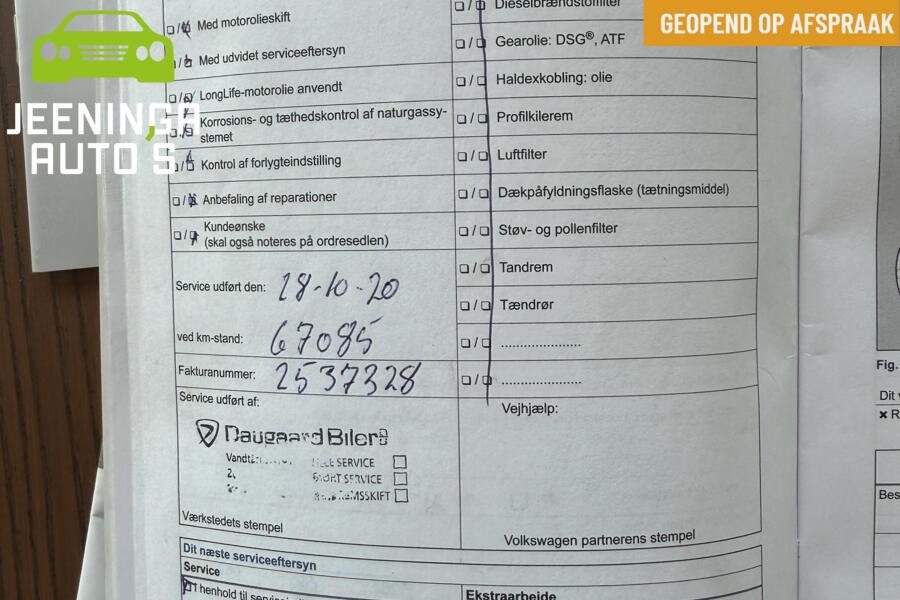 GEOPEND OP AFSPRAAK
JEENINGA
AUTO'S
Med motorolieskift
Med udvidet serviceeftersyn
LongLife-motorolie anvendt
Korrosions- og tæthedskontrol af naturgassy-
stemet
Kontrol af forlygteindstilling
Anbefaling af reparationer
Kundeønske
(skal også noteres på ordresedlen)
Service udført den: 28-10-20
ved km-stand: 67085
Fakturanummer: 2537328
Service udført af:
Daugaard Biler
SERVICE
SERVICE
Værkstedets stempel
Dieselbrændstoffilter
Gearolie: DSG®, ATF
Haldexkobling: olie
Profilkilerem
Luftfilter
Dækpåfyldningsflaske (tætningsmiddel)
Støv- og pollenfilter
Tandrem
Tændrør
Vejhjælp:
Volkswagen partnerens stempel
Dit næste serviceeftersyn
Service
Ekstraarbejde
Fig.
Dit
Bes